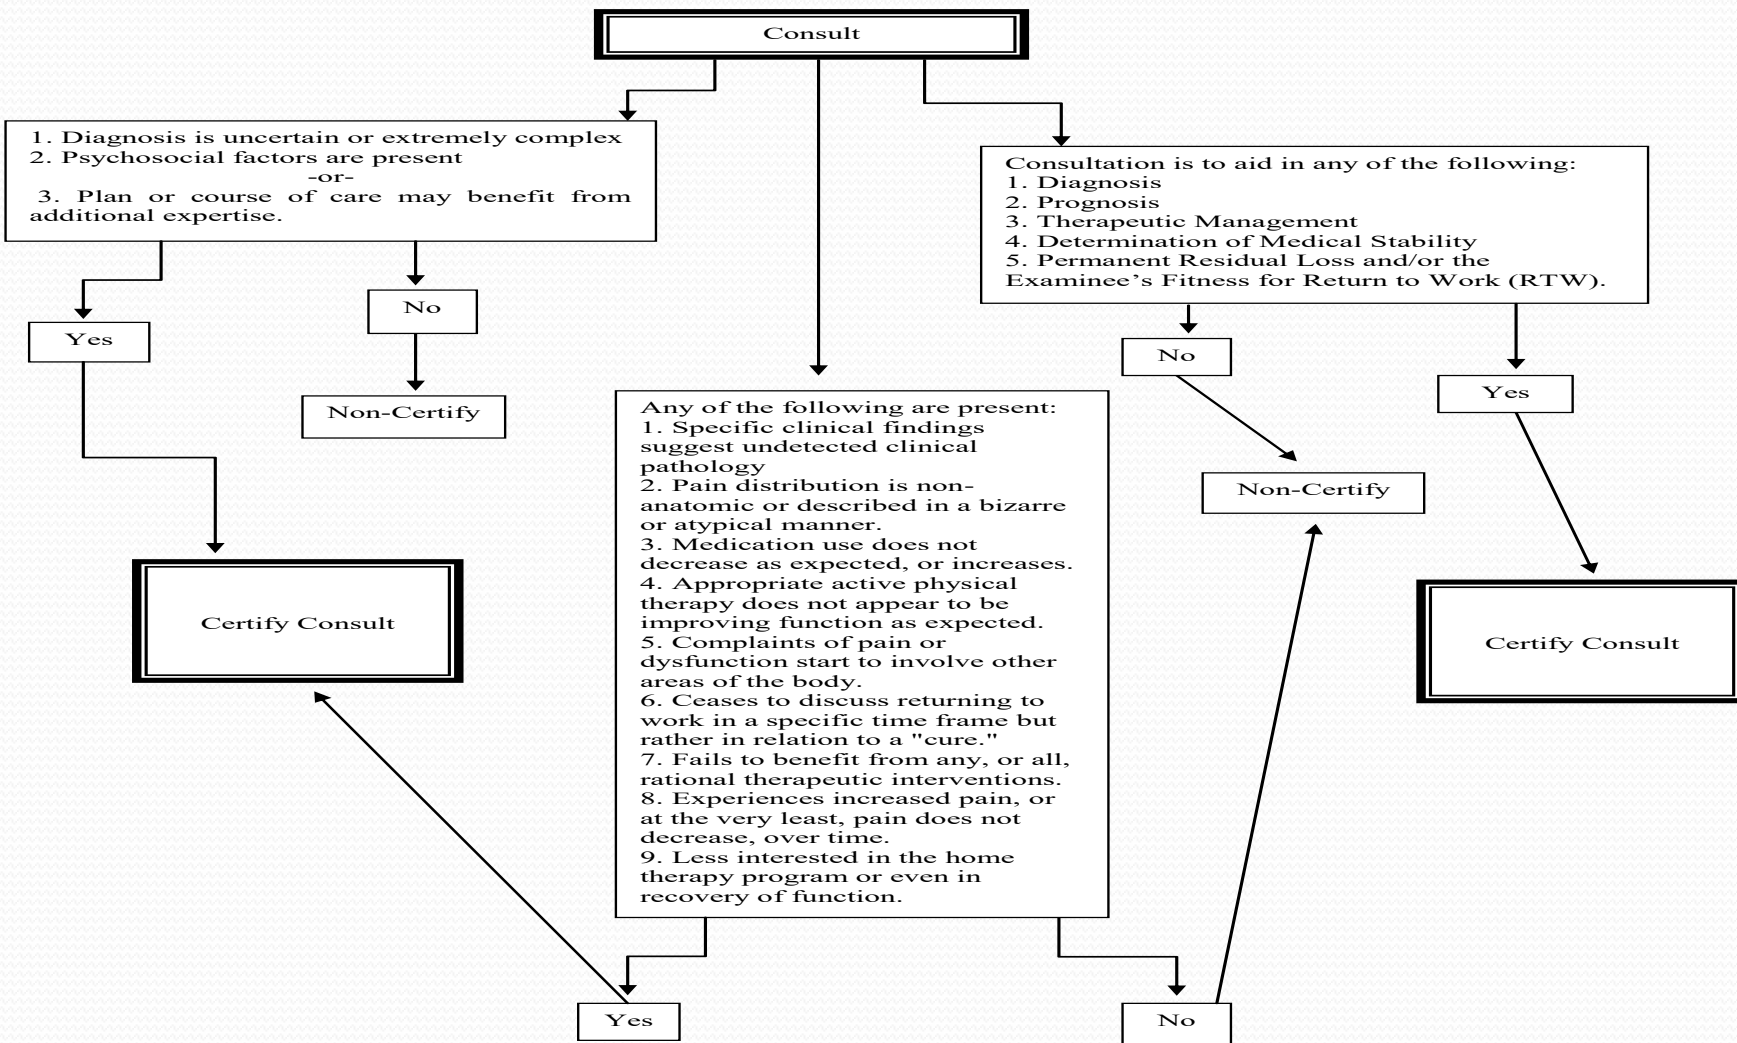 Consult
1. Diagnosis is uncertain or extremely complex
2. Psychosocial factors are present
-or-
3. Plan or course of care may benefit from
additional expertise.
Yes
No
Non-Certify
Certify Consult
Any of the following are present:
1. Specific clinical findings
suggest undetected clinical
pathology
2. Pain distribution is non-
anatomic or described in a bizarre
or atypical manner.
3. Medication use does not
decrease as expected, or increases.
4. Appropriate active physical
therapy does not appear to be
improving function as expected.
5. Complaints of pain or
dysfunction start to involve other
areas of the body.
6. Ceases to discuss returning to
work in a specific time frame but
rather in relation to a "cure."
7. Fails to benefit from any, or all,
rational therapeutic interventions.
8. Experiences increased pain, or
at the very least, pain does not
decrease, over time.
9. Less interested in the home
therapy program or even in
recovery of function.
Yes
No
Consultation is to aid in any of the following:
1. Diagnosis
2. Prognosis
3. Therapeutic Management
4. Determination of Medical Stability
5. Permanent Residual Loss and/or the
Examinee’s Fitness for Return to Work (RTW).
No
Yes
Non-Certify
Certify Consult